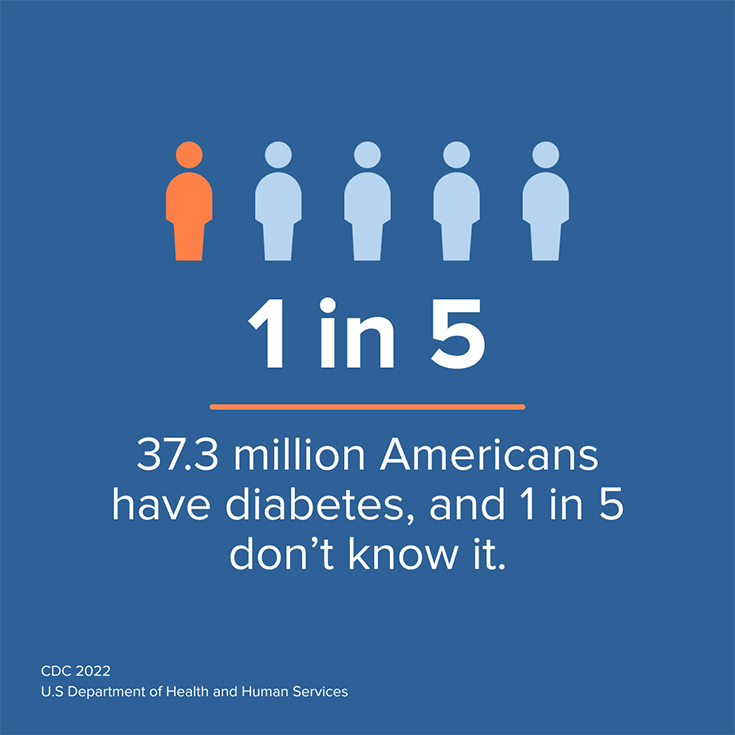 1 in 5
37.3 million Americans
have diabetes, and 1 in 5
don’t know it.
CDC 2022
U.S Department of Health and Human Services